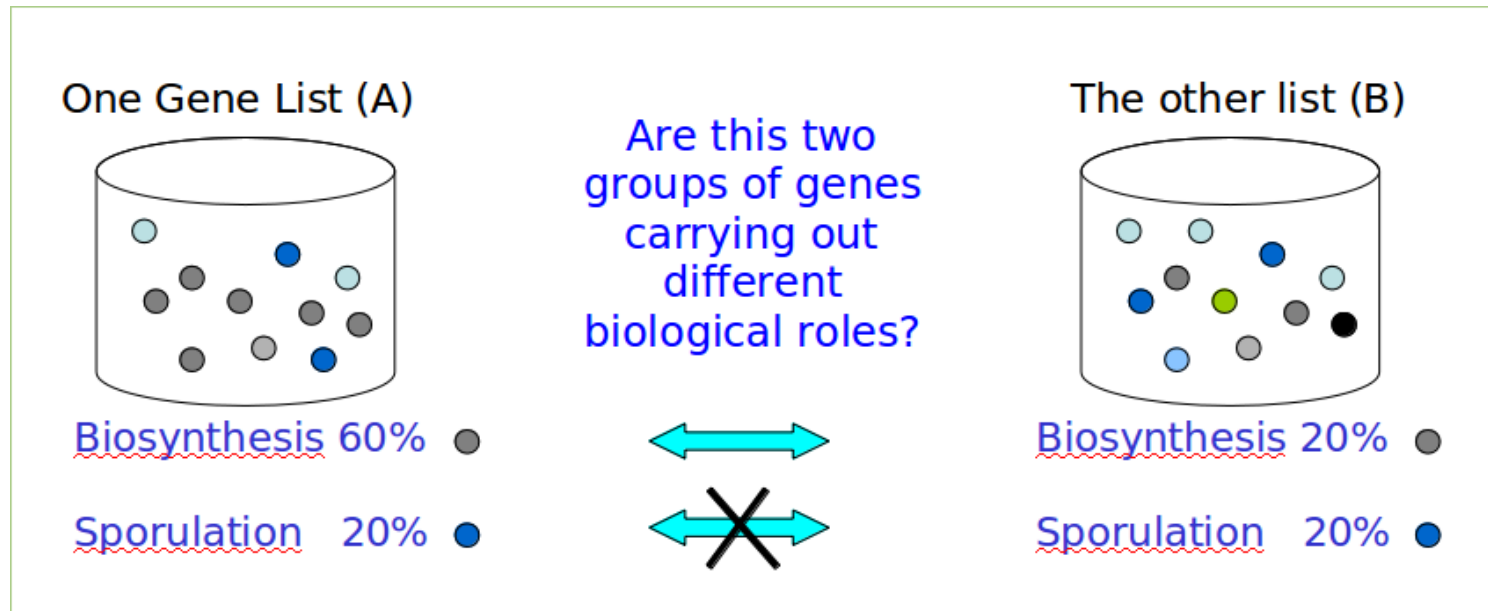 One Gene List (A)
Are this two
groups of genes
carrying out
different
biological roles?
The other list (B)
Biosynthesis 60%
Sporulation 20%
Biosynthesis 20%
Sporulation 20%